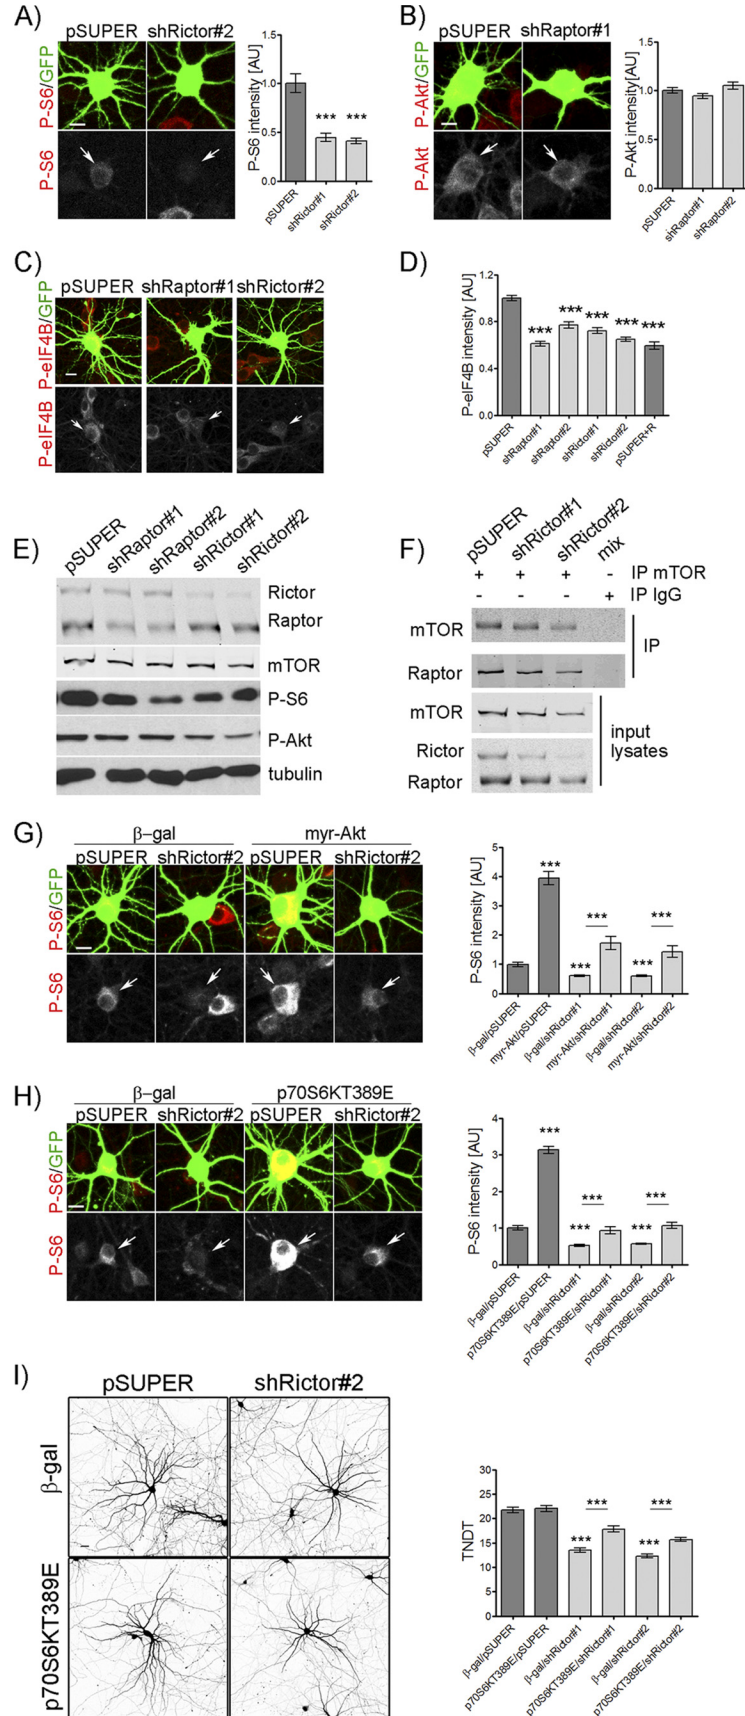 A)
pSUPER shRictor#2
P-S6/GFP
P-S6
P-S6 intensity [AU]
1.5
1.0
0.5
0.0
***
***
pSUPER
shRictor#1
shRictor#2
B)
pSUPER shRaptor#1
P-Akt/GFP
P-Akt
P-Akt intensity[AU]
1.5
1.0
0.5
0.0
pSUPER
shRaptor#1
shRaptor#2
C)
pSUPER shRaptor#1 shRictor#2
P-eIF4B/GFP
P-eIF4B
D)
P-eIF4B intensity [AU]
1.2
0.8
0.4
0.0
***
***
***
***
***
pSUPER
shRaptor#1
shRaptor#2
shRictor#1
shRictor#2
pSUPER+R
E)
pSUPER
shRaptor#1
shRaptor#2
shRictor#1
shRictor#2
Rictor
Raptor
mTOR
P-S6
P-Akt
tubulin
F)
pSUPER
shRictor#1
shRictor#2
mix
+ + + - IP mTOR
- - - + IP IgG
mTOR
Raptor
IP
mTOR
Rictor
Raptor
input
lysates
G)
β-gal
myr-Akt
pSUPER shRictor#2 pSUPER shRictor#2
P-S6/GFP
P-S6
P-S6 intensity [AU]
5
4
3
2
1
0
***
***
***
***
***
β-gal/pSUPER
myr-Akt/pSUPER
β-gal/shRictor#1
myr-Akt/shRictor#1
β-gal/shRictor#2
myr-Akt/shRictor#2
H)
β-gal
p70S6KT389E
pSUPER shRictor#2 pSUPER shRictor#2
P-S6/GFP
P-S6
P-S6 intensity [AU]
4
3
2
1
0
***
***
***
***
***
β-gal/pSUPER
p70S6KT389E/pSUPER
β-gal/shRictor#1
p70S6KT389E/shRictor#1
β-gal/shRictor#2
p70S6KT389E/shRictor#2
I)
pSUPER
shRictor#2
β-gal
p70S6KT389E
TNDT
30
25
20
15
10
5
0
***
***
***
***
β-gal/pSUPER
p70S6KT389E/pSUPER
β-gal/shRictor#1
p70S6KT389E/shRictor#1
β-gal/shRictor#2
p70S6KT389E/shRictor#2